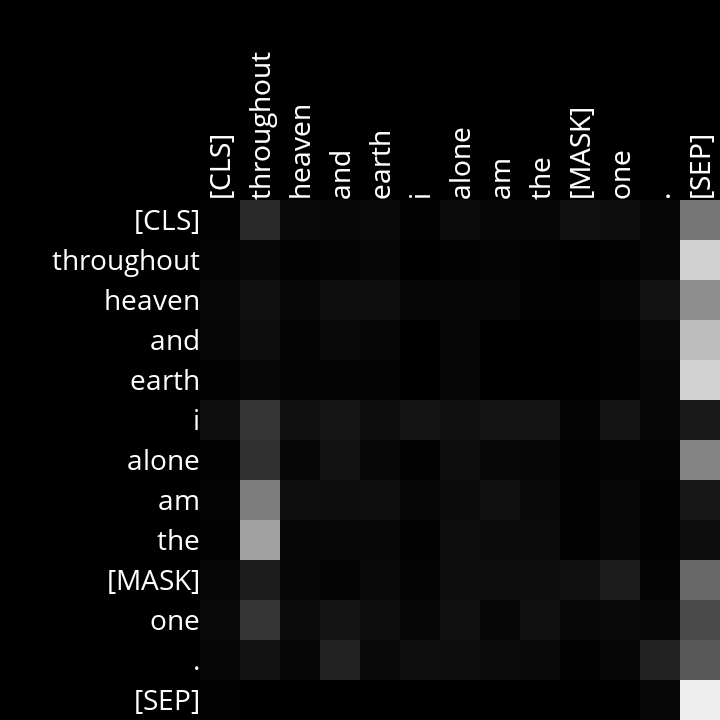 [CLS] throughout heaven and earth i alone am the [MASK] one . [SEP]
[CLS]
throughout
heaven
and
earth
i
alone
am
the
[MASK]
one
.
[SEP]